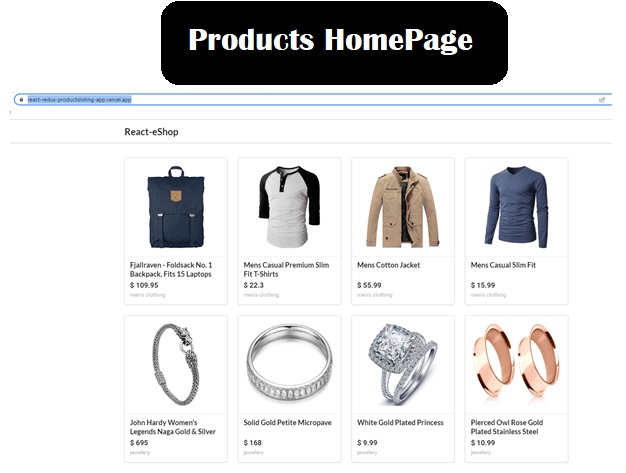 Products HomePage
react-redux-productslisting-app.vercel.app
React-eShop
Fjallraven - Foldsack No. 1
Backpack, Fits 15 Laptops
$ 109.95
men's clothing
Mens Casual Premium Slim
Fit T-Shirts
$ 22.3
men's clothing
Mens Cotton Jacket
$ 55.99
men's clothing
Mens Casual Slim Fit
$ 15.99
men's clothing
John Hardy Women's
Legends Naga Gold & Silver
$ 695
jewelery
Solid Gold Petite Micropave
$ 168
jewelery
White Gold Plated Princess
$ 9.99
jewelery
Pierced Owl Rose Gold
Plated Stainless Steel
$ 10.99
jewelery